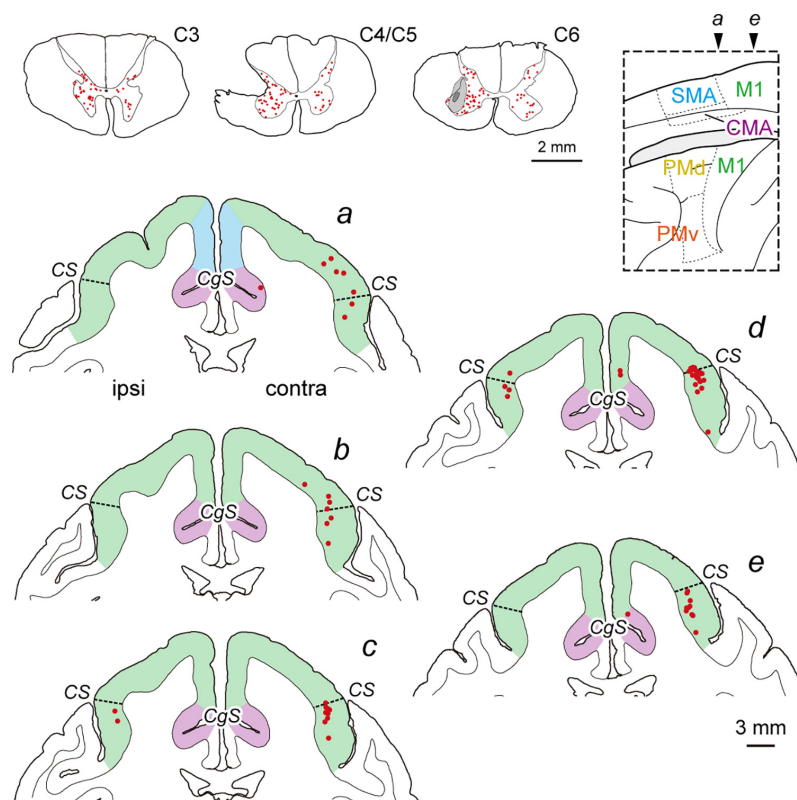 C3
C4/C5
C6
2 mm
a e
SMA
M1
CMA
PMd
M1
PMv
a
CS
CgS
ipsi
contra
b
CS
CgS
CS
c
CS
CgS
CS
d
CS
CgS
CS
e
CS
CgS
CS
3 mm
CS